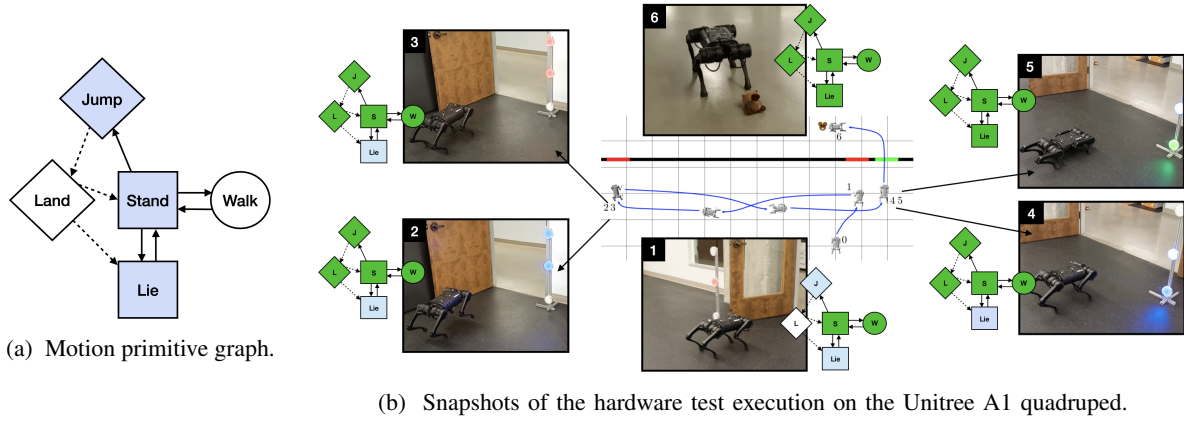 Jump
Land
Stand
Walk
Lie
(a) Motion primitive graph.
3
J
L
S
W
Lie
2
J
L
S
W
Lie
6
J
L
S
W
Lie
1
J
L
S
W
Lie
5
J
L
S
W
Lie
4
J
L
S
W
Lie
6
1
2 3
4 5
0
(b) Snapshots of the hardware test execution on the Unitree A1 quadruped.